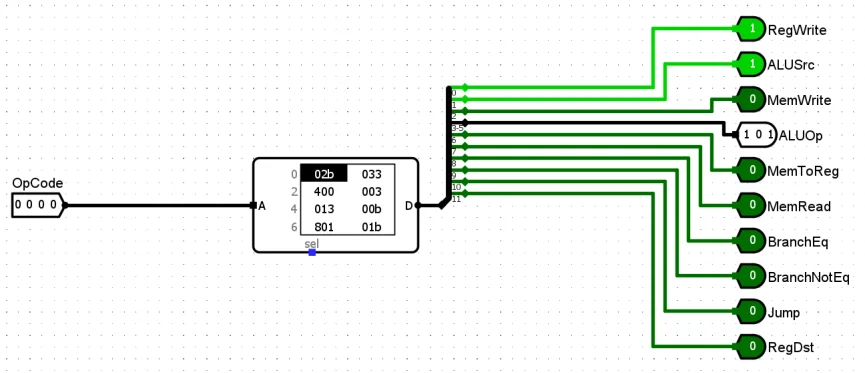 RegWrite
1
ALUSrc
1
MemWrite
0
ALUOp
1 0 1
MemToReg
0
MemRead
0
BranchEq
0
BranchNotEq
0
Jump
0
RegDst
0
0
1
2
3-5
6
7
8
9
10
11
OpCode
0 0 0 0
A
0 02b 033
2 400 003
4 013 00b
6 801 01b
D
sel